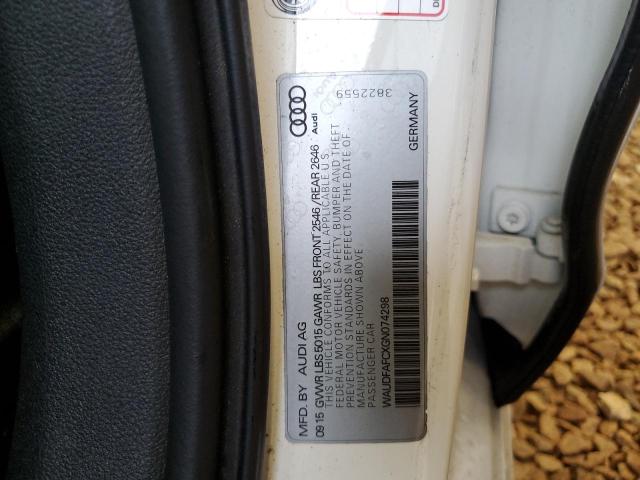 MFD. BY AUDI AG
Audi
09 15 GVWR LBS 5015 GAWR LBS FRONT 2546/REAR 2646
THIS VEHICLE CONFORMS TO ALL APPLICABLE U.S.
FEDERAL MOTOR VEHICLE SAFETY, BUMPER AND THEFT
PREVENTION STANDARDS IN EFFECT ON THE DATE OF
MANUFACTURE SHOWN ABOVE
PASSENGER CAR
3822559
WAUDFAFCXGN074298
GERMANY